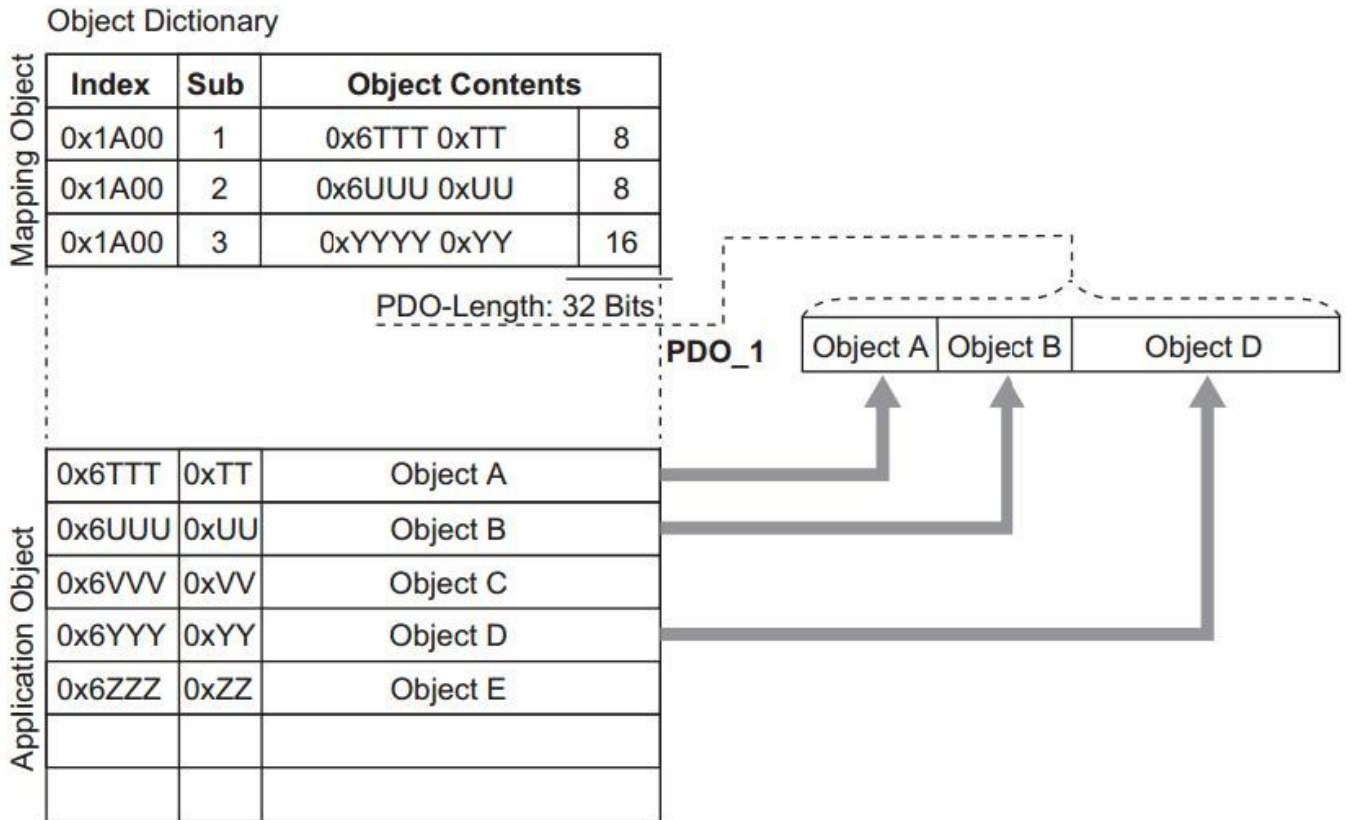 Object Dictionary
Mapping Object
Index Sub Object Contents
0x1A00 1 0x6TTT 0xTT 8
0x1A00 2 0x6UUU 0xUU 8
0x1A00 3 0xYYYY 0xYY 16
PDO-Length: 32 Bits
PDO_1 Object A Object B Object D
Application Object
0x6TTT 0xTT Object A
0x6UUU 0xUU Object B
0x6VVV 0xVV Object C
0x6YYY 0xYY Object D
0x6ZZZ 0xZZ Object E